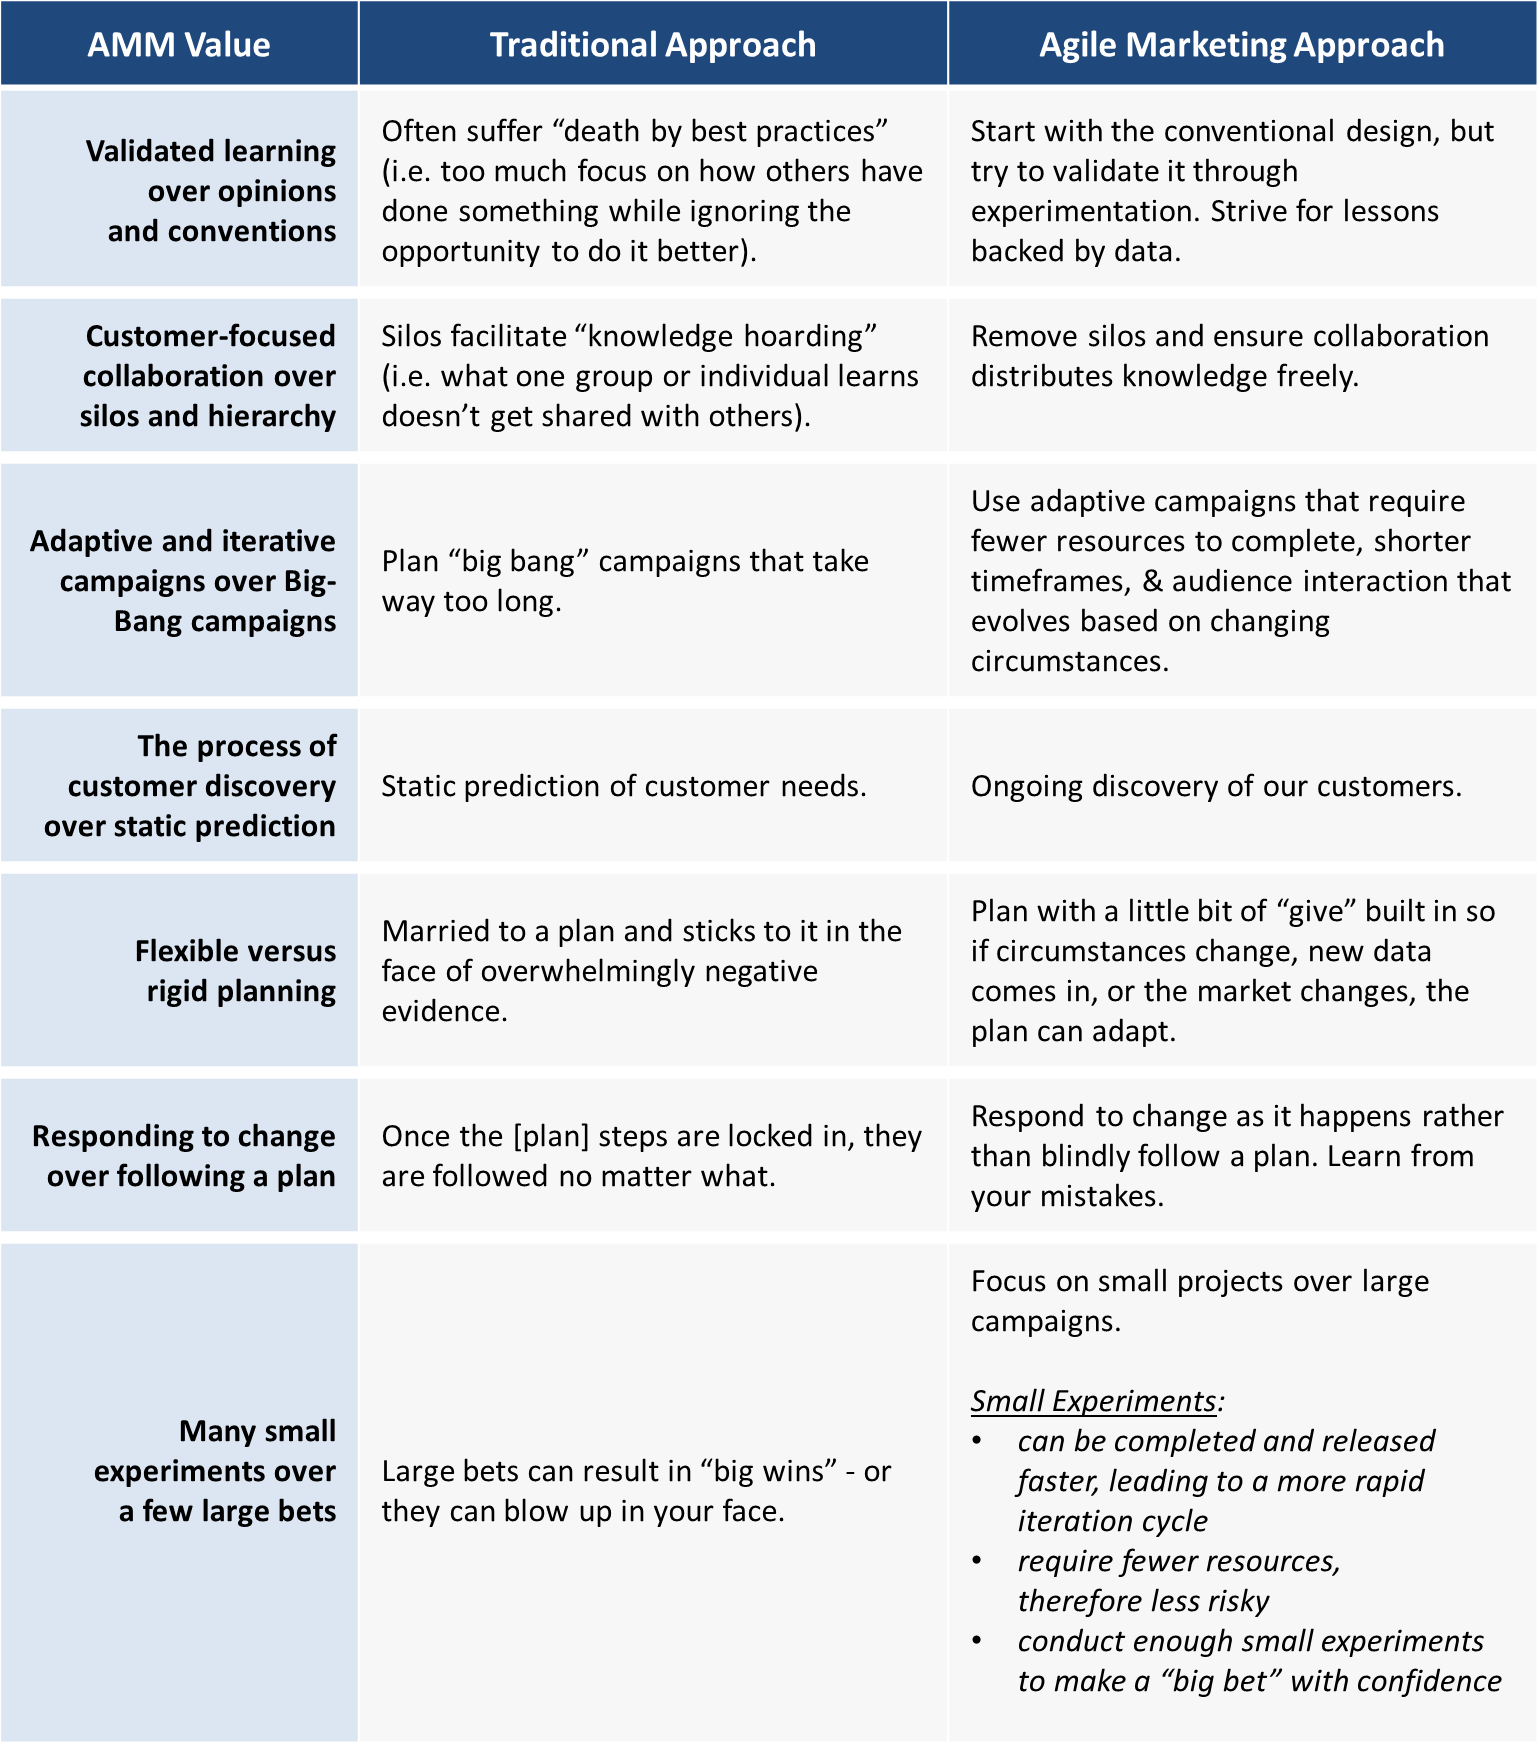 AMM Value
Traditional Approach
Agile Marketing Approach
Validated learning
over opinions
and conventions
Often suffer “death by best practices”
(i.e. too much focus on how others have
done something while ignoring the
opportunity to do it better).
Start with the conventional design, but
try to validate it through
experimentation. Strive for lessons
backed by data.
Customer-focused
collaboration over
silos and hierarchy
Silos facilitate “knowledge hoarding”
(i.e. what one group or individual learns
doesn’t get shared with others).
Remove silos and ensure collaboration
distributes knowledge freely.
Adaptive and iterative
campaigns over Big-
Bang campaigns
Plan “big bang” campaigns that take
way too long.
Use adaptive campaigns that require
fewer resources to complete, shorter
timeframes, & audience interaction that
evolves based on changing
circumstances.
The process of
customer discovery
over static prediction
Static prediction of customer needs.
Ongoing discovery of our customers.
Flexible versus
rigid planning
Married to a plan and sticks to it in the
face of overwhelmingly negative
evidence.
Plan with a little bit of “give” built in so
if circumstances change, new data
comes in, or the market changes, the
plan can adapt.
Responding to change
over following a plan
Once the [plan] steps are locked in, they
are followed no matter what.
Respond to change as it happens rather
than blindly follow a plan. Learn from
your mistakes.
Many small
experiments over
a few large bets
Large bets can result in “big wins” - or
they can blow up in your face.
Focus on small projects over large
campaigns.
Small Experiments:
• can be completed and released
faster, leading to a more rapid
iteration cycle
• require fewer resources,
therefore less risky
• conduct enough small experiments
to make a “big bet” with confidence